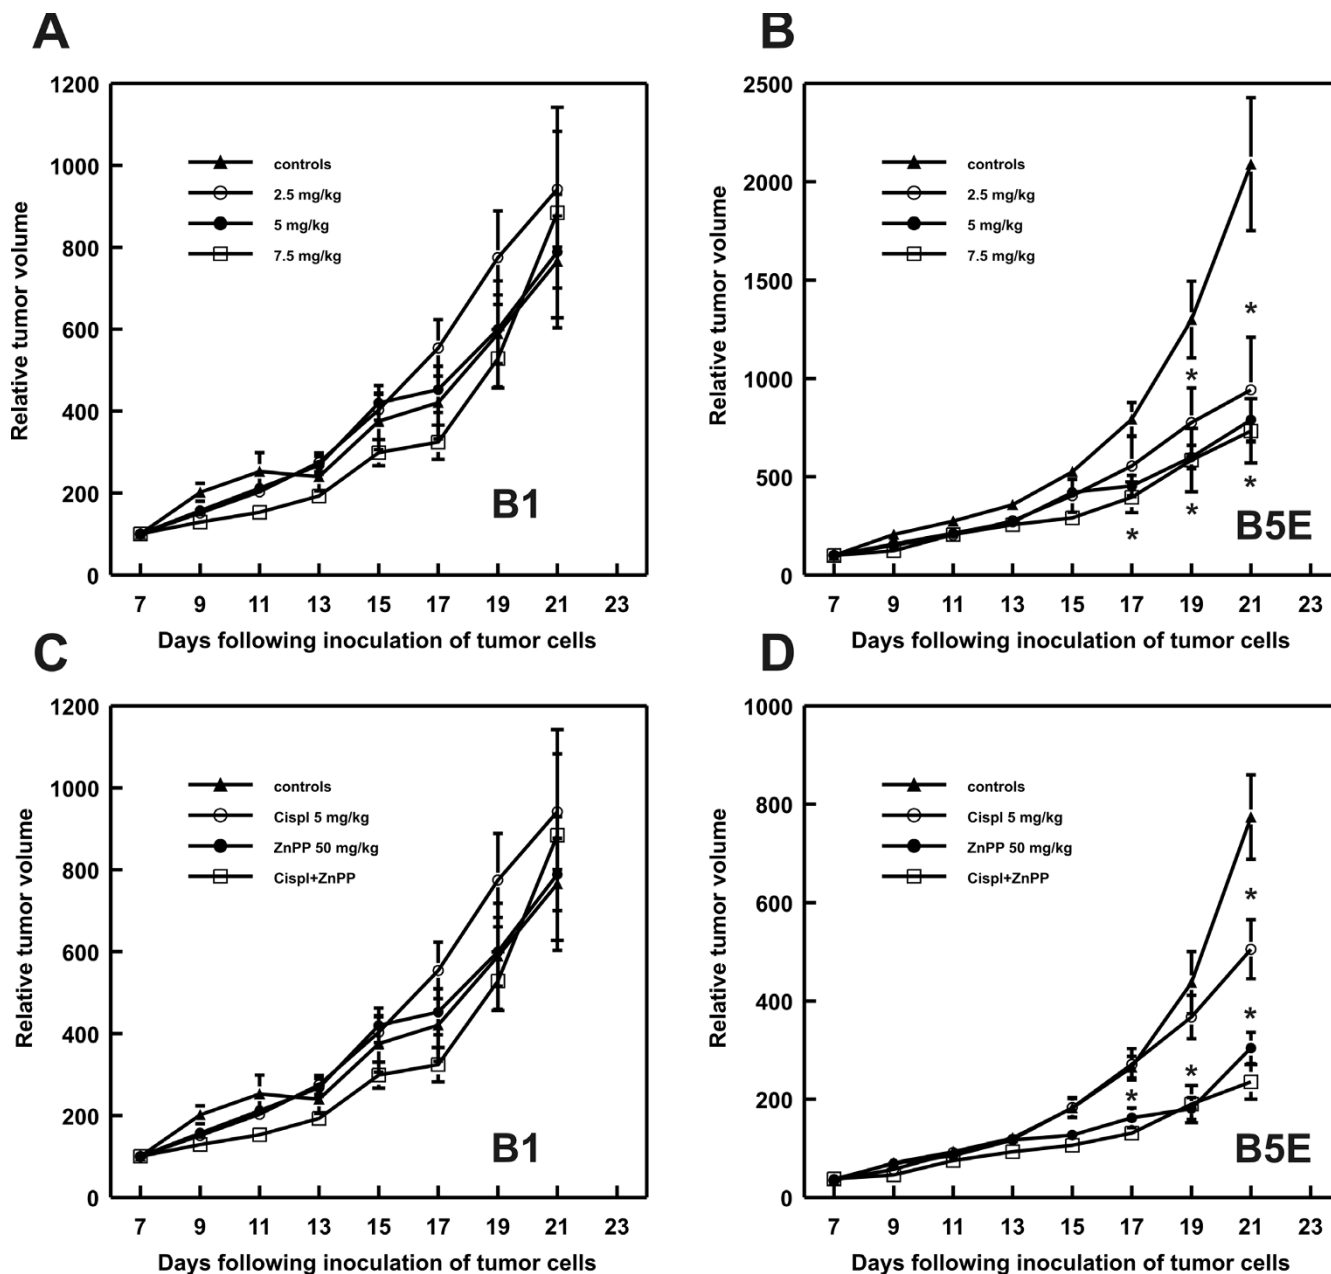 A
Relative tumor volume
1200
1000
800
600
400
200
0
controls
2.5 mg/kg
5 mg/kg
7.5 mg/kg
B1
7 9 11 13 15 17 19 21 23
Days following inoculation of tumor cells
B
Relative tumor volume
2500
2000
1500
1000
500
0
controls
2.5 mg/kg
5 mg/kg
7.5 mg/kg
*
*
*
*
*
B5E
7 9 11 13 15 17 19 21 23
Days following inoculation of tumor cells
C
Relative tumor volume
1200
1000
800
600
400
200
0
controls
Cispl 5 mg/kg
ZnPP 50 mg/kg
Cispl+ZnPP
B1
7 9 11 13 15 17 19 21 23
Days following inoculation of tumor cells
D
Relative tumor volume
1000
800
600
400
200
0
controls
Cispl 5 mg/kg
ZnPP 50 mg/kg
Cispl+ZnPP
*
*
*
*
B5E
7 9 11 13 15 17 19 21 23
Days following inoculation of tumor cells